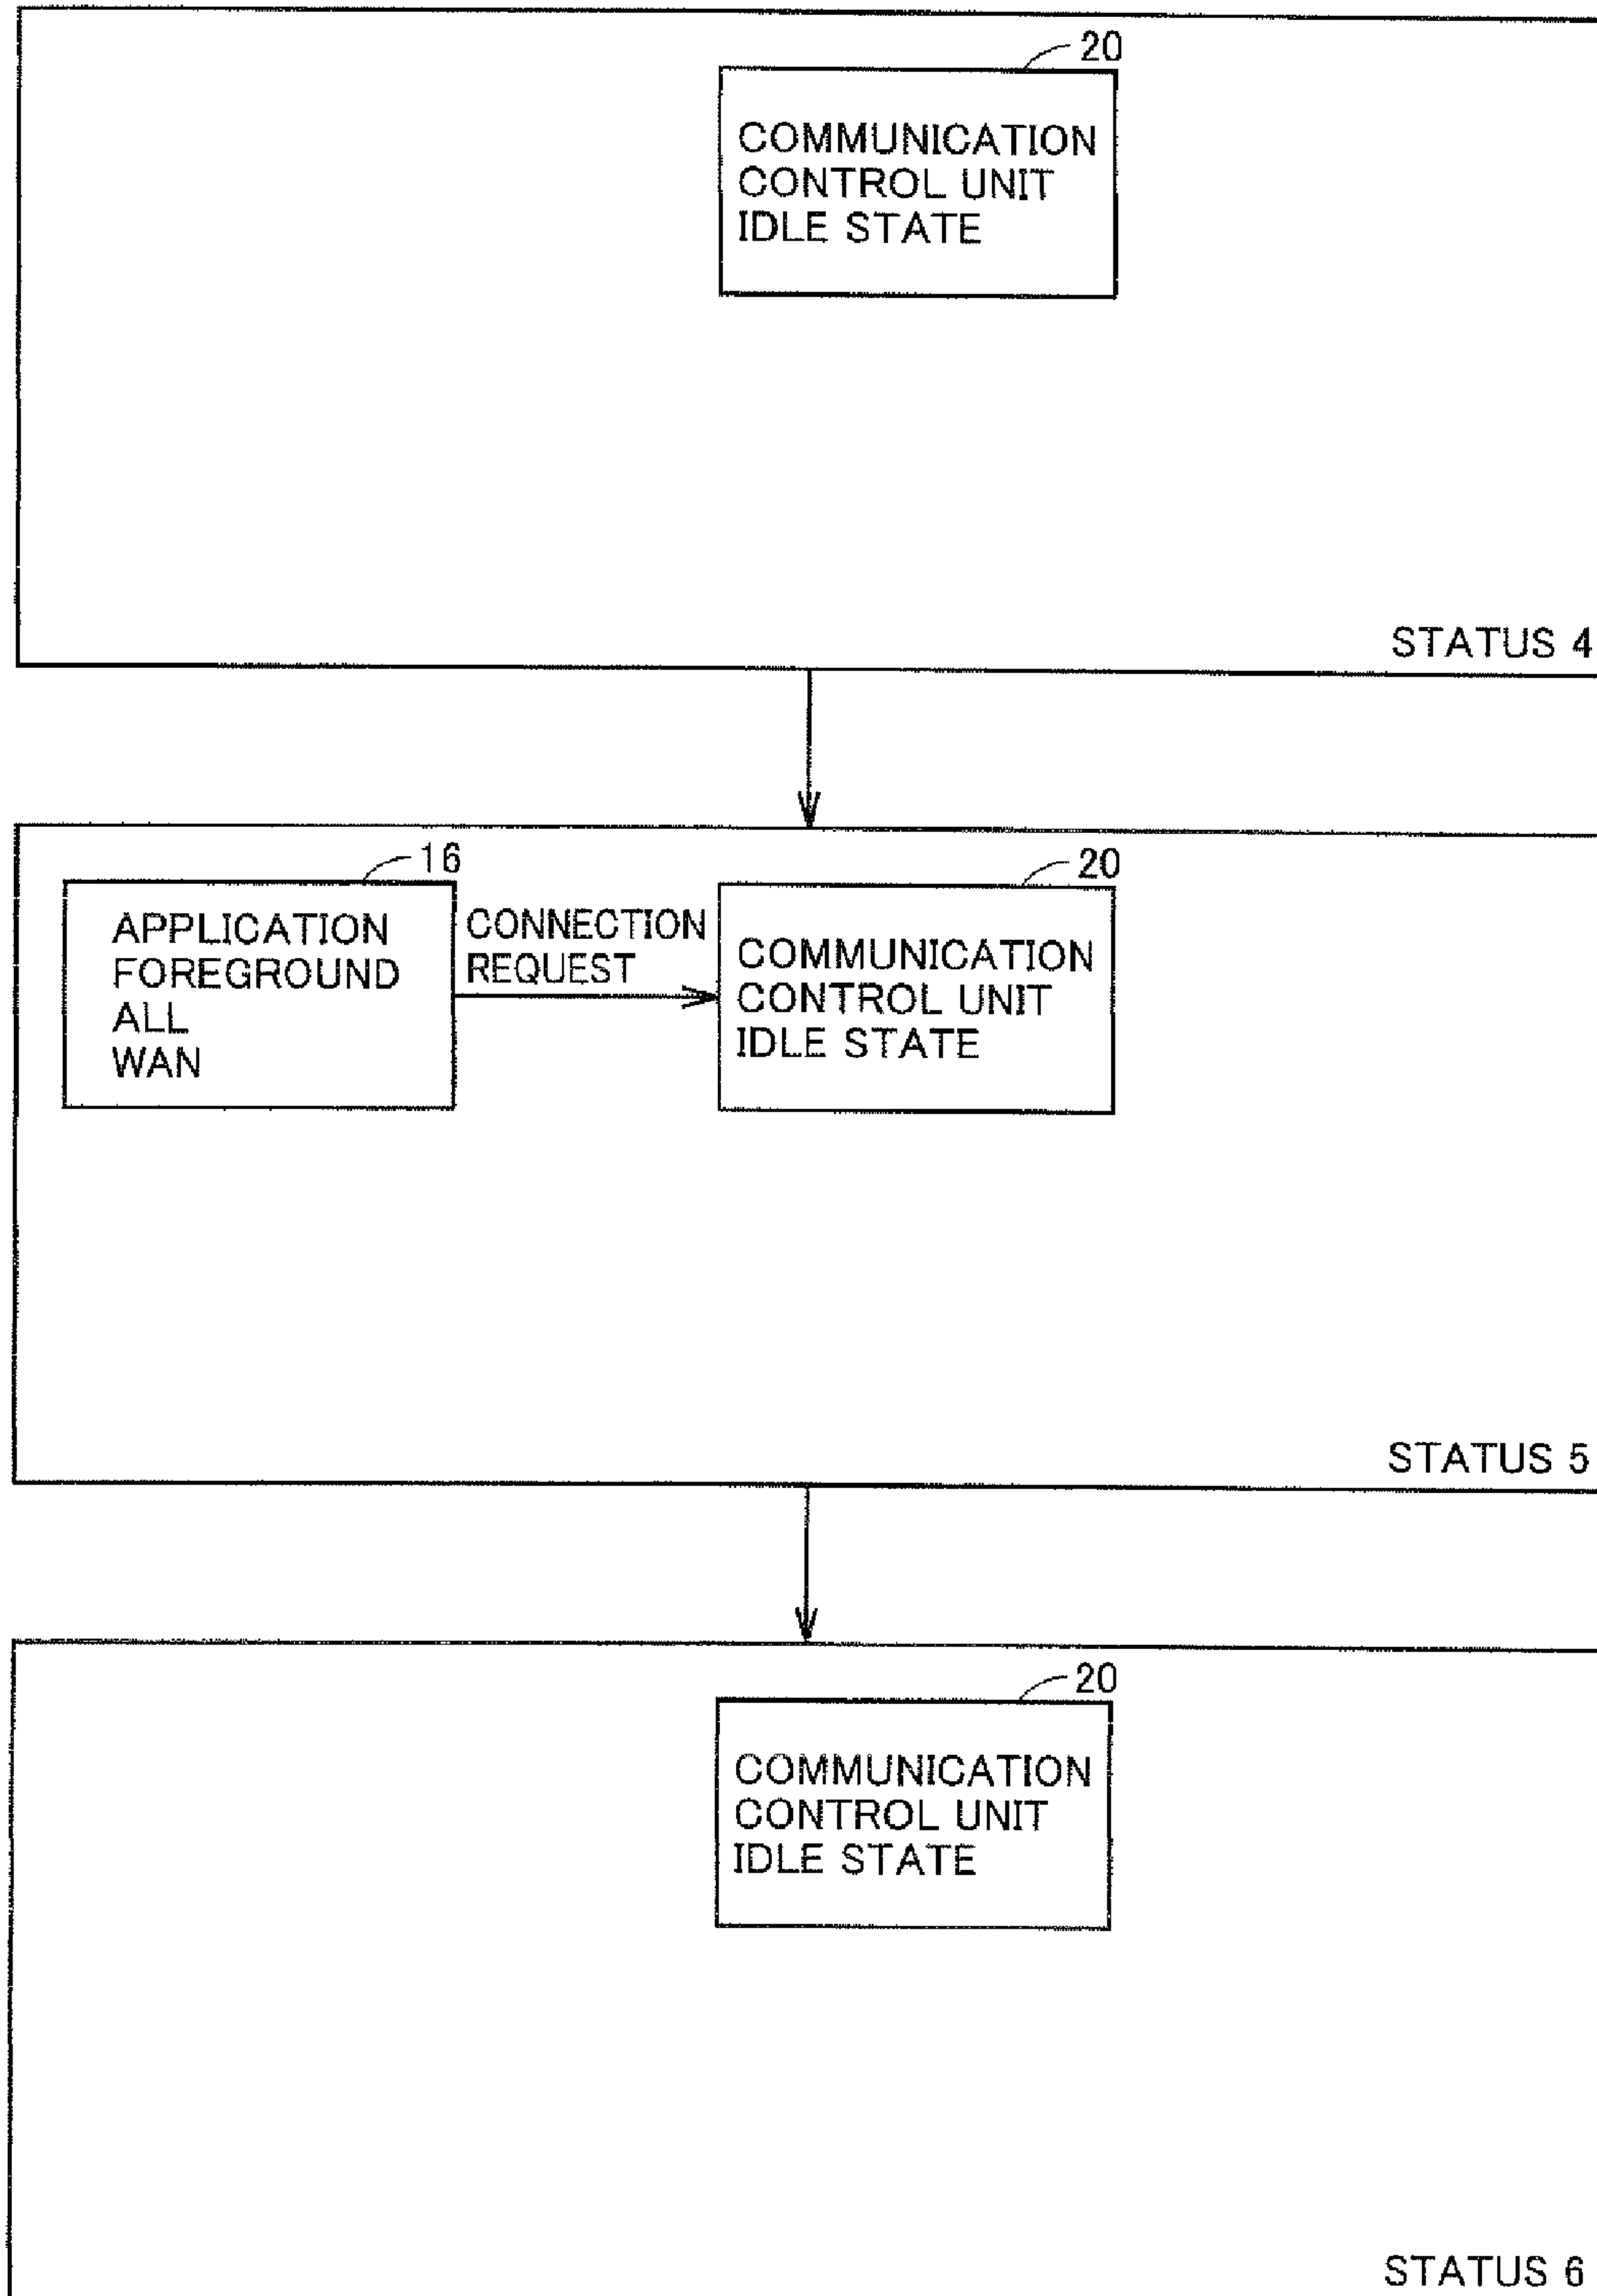 20
COMMUNICATION
CONTROL UNIT
IDLE STATE
STATUS 4
16
APPLICATION
FOREGROUND
ALL
WAN
CONNECTION
REQUEST
20
COMMUNICATION
CONTROL UNIT
IDLE STATE
STATUS 5
20
COMMUNICATION
CONTROL UNIT
IDLE STATE
STATUS 6